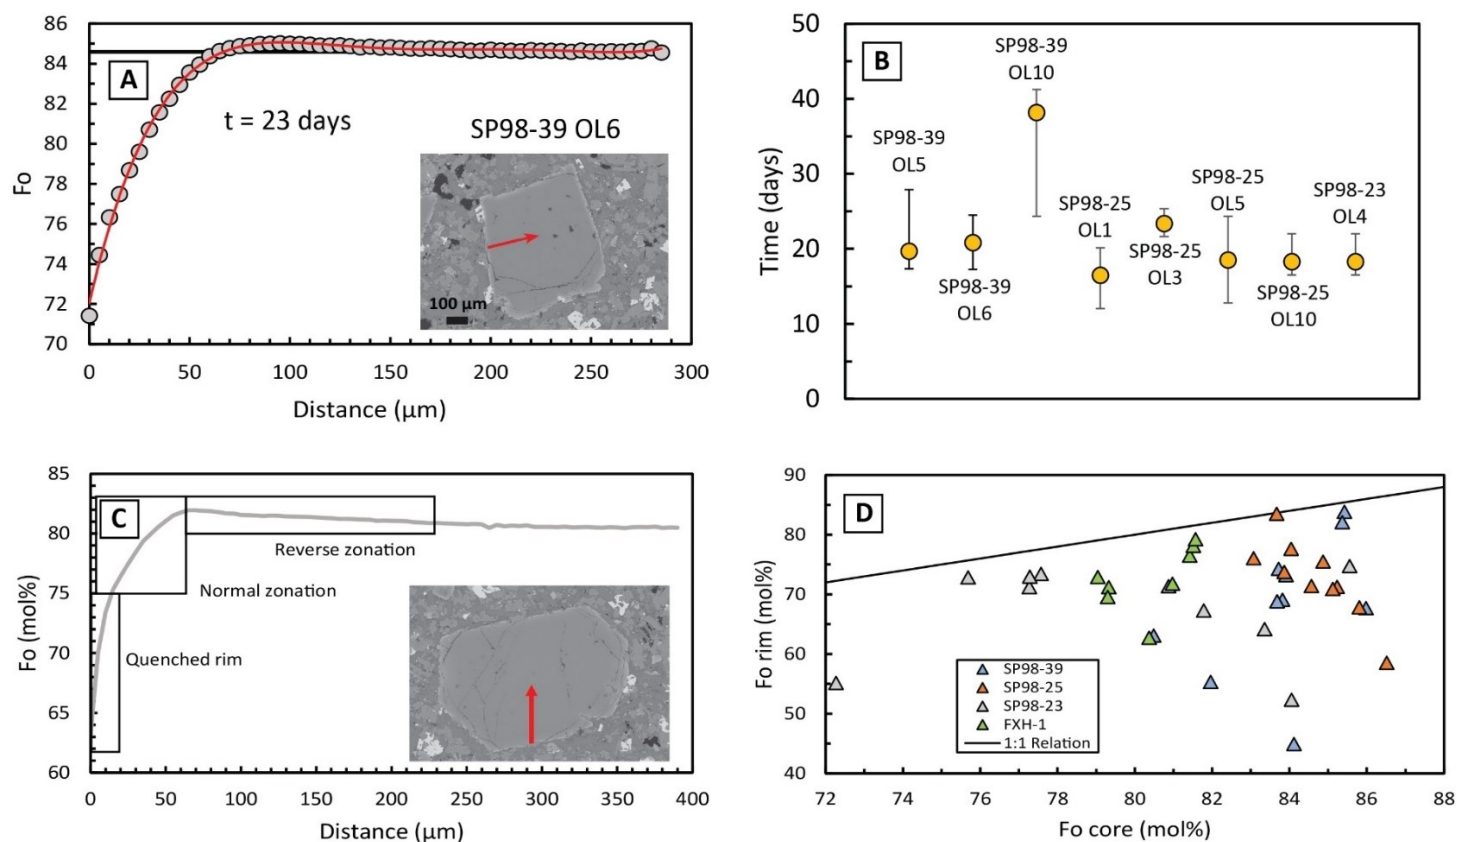 86
84
82
80
78
76
74
72
70
Fo
A
t = 23 days
SP98-39 OL6
100 µm
0
50
100
150
200
250
300
Distance (µm)
50
40
30
20
10
0
Time (days)
B
SP98-39
OL5
SP98-39
OL6
SP98-39
OL10
SP98-25
OL1
SP98-25
OL3
SP98-25
OL5
SP98-25
OL10
SP98-23
OL4
85
80
75
70
65
60
Fo (mol%)
C
Reverse zonation
Normal zonation
Quenched rim
0
50
100
150
200
250
300
350
400
Distance (µm)
90
80
70
60
50
40
Fo rim (mol%)
D
SP98-39
SP98-25
SP98-23
FXH-1
1:1 Relation
72
74
76
78
80
82
84
86
88
Fo core (mol%)